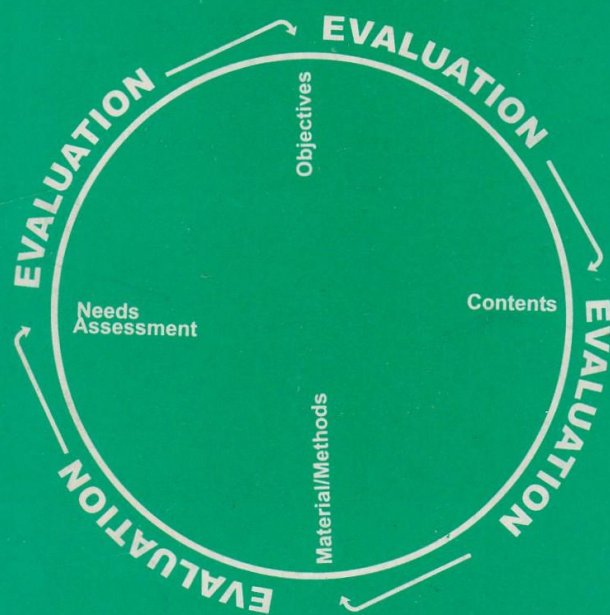 EVALUATION
EVALUATION
Objectives
Needs
Assessment
Contents
EVALUATION
Material/Methods
EVALUATION